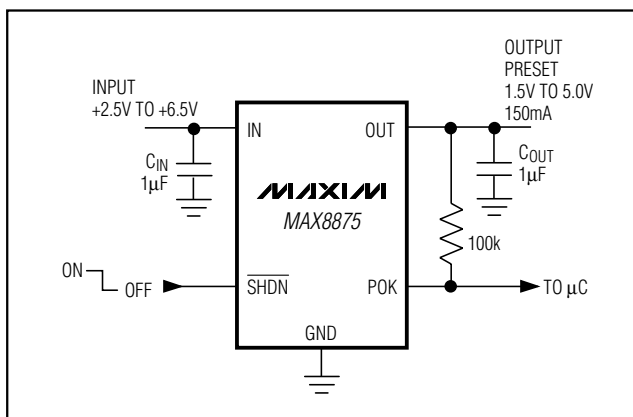 INPUT
+2.5V TO +6.5V
OUTPUT
PRESET
1.5V TO 5.0V
150mA
IN
OUT
CIN
1µF
COUT
1µF
MAXIM
MAX8875
100k
ON
OFF
SHDN
POK
TO µC
GND